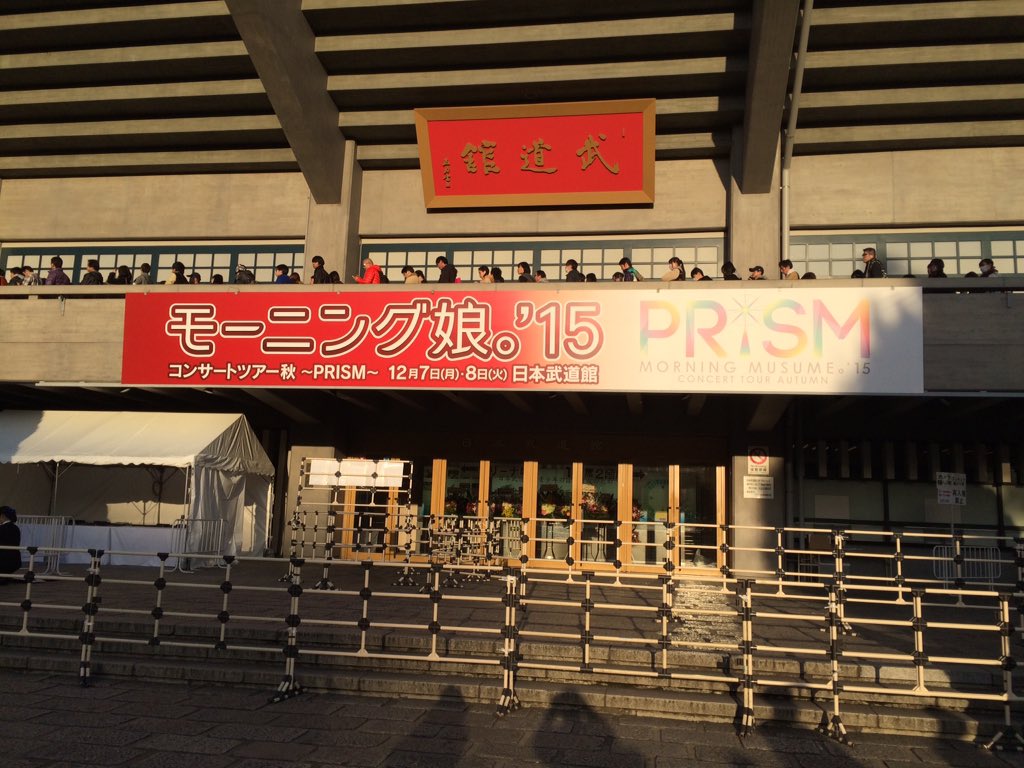 武道館
モーニング娘。'15
コンサートツアー秋 ～PRISM～ 12月7日(月)・8日(火) 日本武道館
PRISM
MORNING MUSUME。'15
CONCERT TOUR AUTUMN